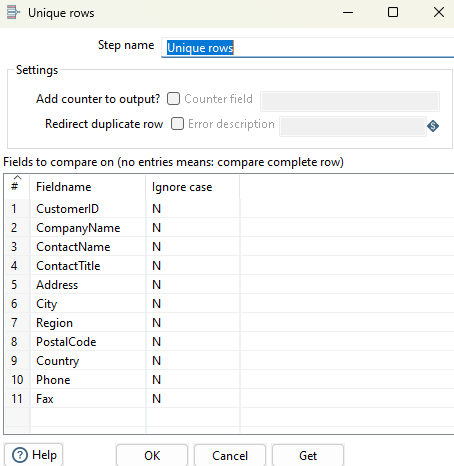 Unique rows
Step name Unique rows
Settings
Add counter to output? Counter field
Redirect duplicate row Error description
Fields to compare on (no entries means: compare complete row)
# Fieldname Ignore case
1 CustomerID N
2 CompanyName N
3 ContactName N
4 ContactTitle N
5 Address N
6 City N
7 Region N
8 PostalCode N
9 Country N
10 Phone N
11 Fax N
Help OK Cancel Get